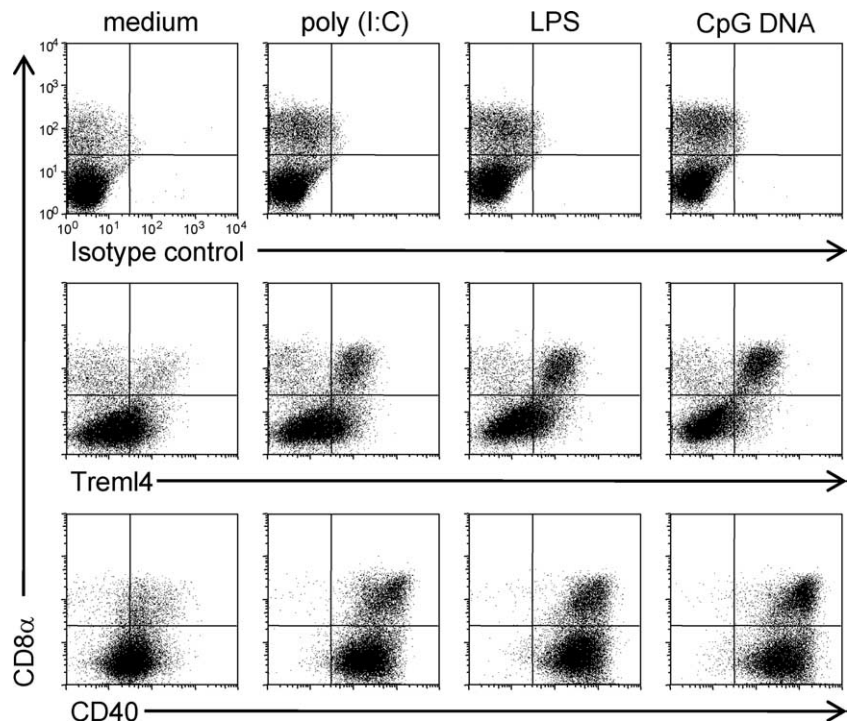 medium poly (I:C) LPS CpG DNA
10⁴
10³
10²
10¹
10⁰
10⁰ 10¹ 10² 10³ 10⁴
Isotype control
Treml4
CD8α
CD40